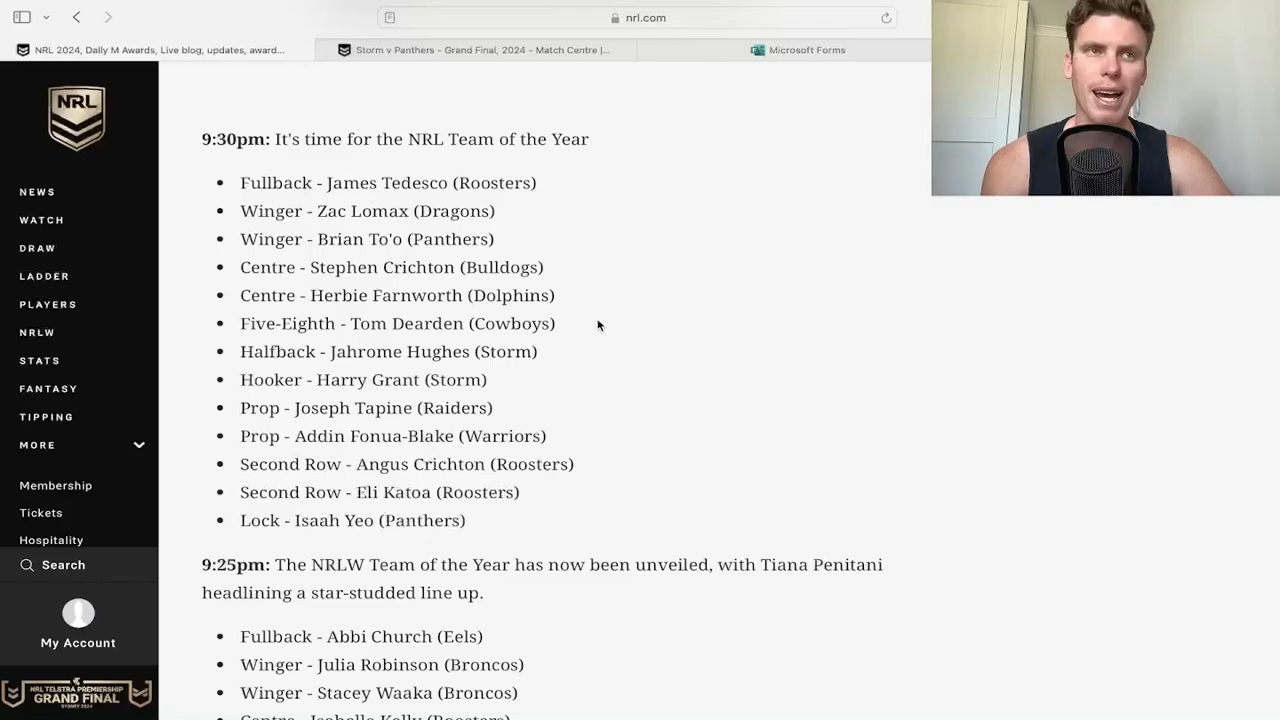 nrl.com
NRL 2024, Dally M Awards, Live blog, updates, award...
Storm v Panthers - Grand Final, 2024 - Match Centre |...
Microsoft Forms
NRL
NEWS
WATCH
DRAW
LADDER
PLAYERS
NRLW
STATS
FANTASY
TIPPING
MORE
Membership
Tickets
Hospitality
Search
My Account
NRL TELSTRA PREMIERSHIP
GRAND FINAL
SYDNEY 2024
9:30pm: It's time for the NRL Team of the Year
• Fullback - James Tedesco (Roosters)
• Winger - Zac Lomax (Dragons)
• Winger - Brian To'o (Panthers)
• Centre - Stephen Crichton (Bulldogs)
• Centre - Herbie Farnworth (Dolphins)
• Five-Eighth - Tom Dearden (Cowboys)
• Halfback - Jahrome Hughes (Storm)
• Hooker - Harry Grant (Storm)
• Prop - Joseph Tapine (Raiders)
• Prop - Addin Fonua-Blake (Warriors)
• Second Row - Angus Crichton (Roosters)
• Second Row - Eli Katoa (Roosters)
• Lock - Isaah Yeo (Panthers)
9:25pm: The NRLW Team of the Year has now been unveiled, with Tiana Penitani
headlining a star-studded line up.
• Fullback - Abbi Church (Eels)
• Winger - Julia Robinson (Broncos)
• Winger - Stacey Waaka (Broncos)
• Centre - Isabelle Kelly (Roosters)